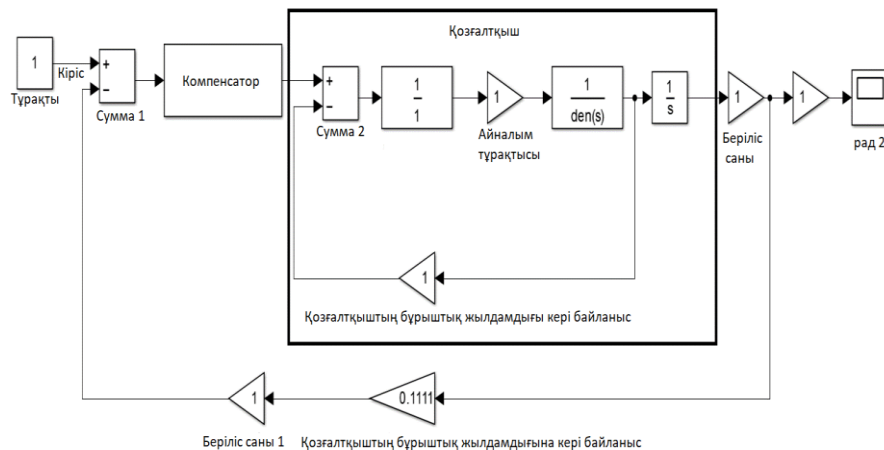 Қозғалтқыш
1
Кіріс
+
−
Компенсатор
+
−
1
1
1
1
den(s)
1
s
1
1
Тұрақты
Сумма 1
Сумма 2
Айналым
тұрақтысы
Беріліс
саны
рад 2
1
Қозғалтқыштың бұрыштық жылдамдығы кері байланыс
1
0.1111
Беріліс саны 1
Қозғалтқыштың бұрыштық жылдамдығына кері байланыс